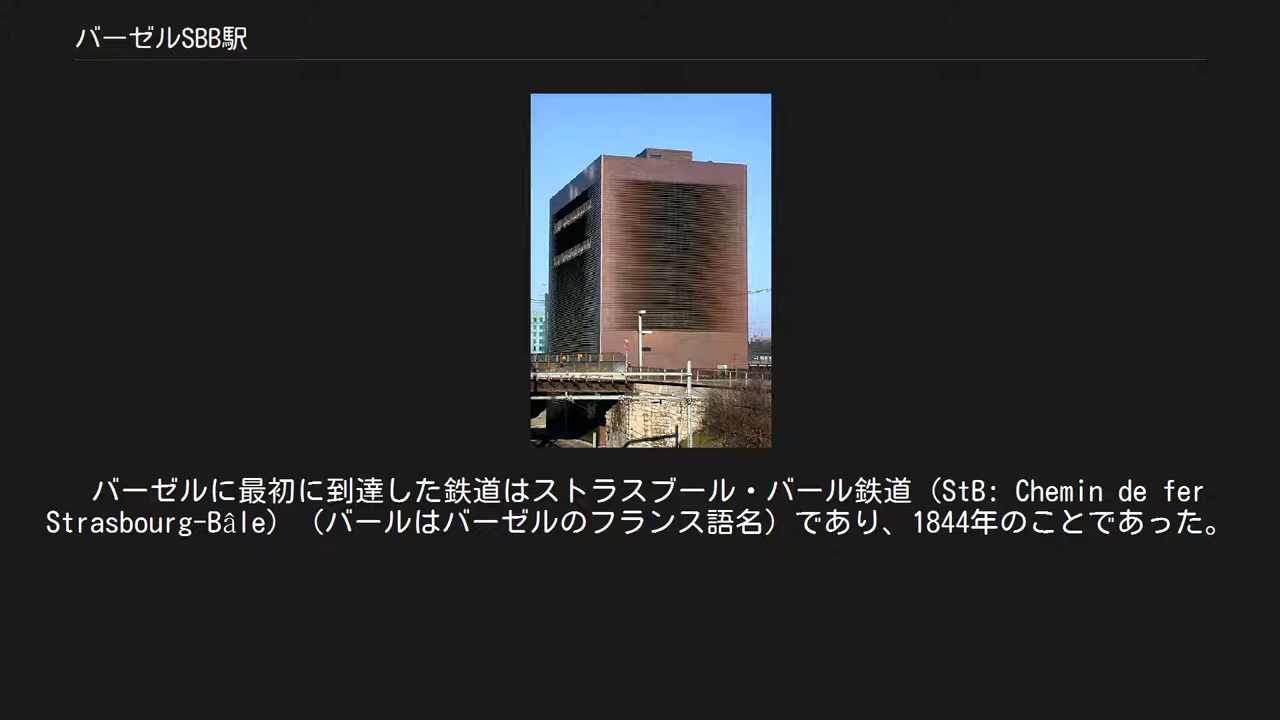 バーゼルSBB駅
バーゼルに最初に到達した鉄道はストラスブール・バール鉄道（StB: Chemin de fer
Strasbourg-Bâle）（バールはバーゼルのフランス語名）であり、1844年のことであった。